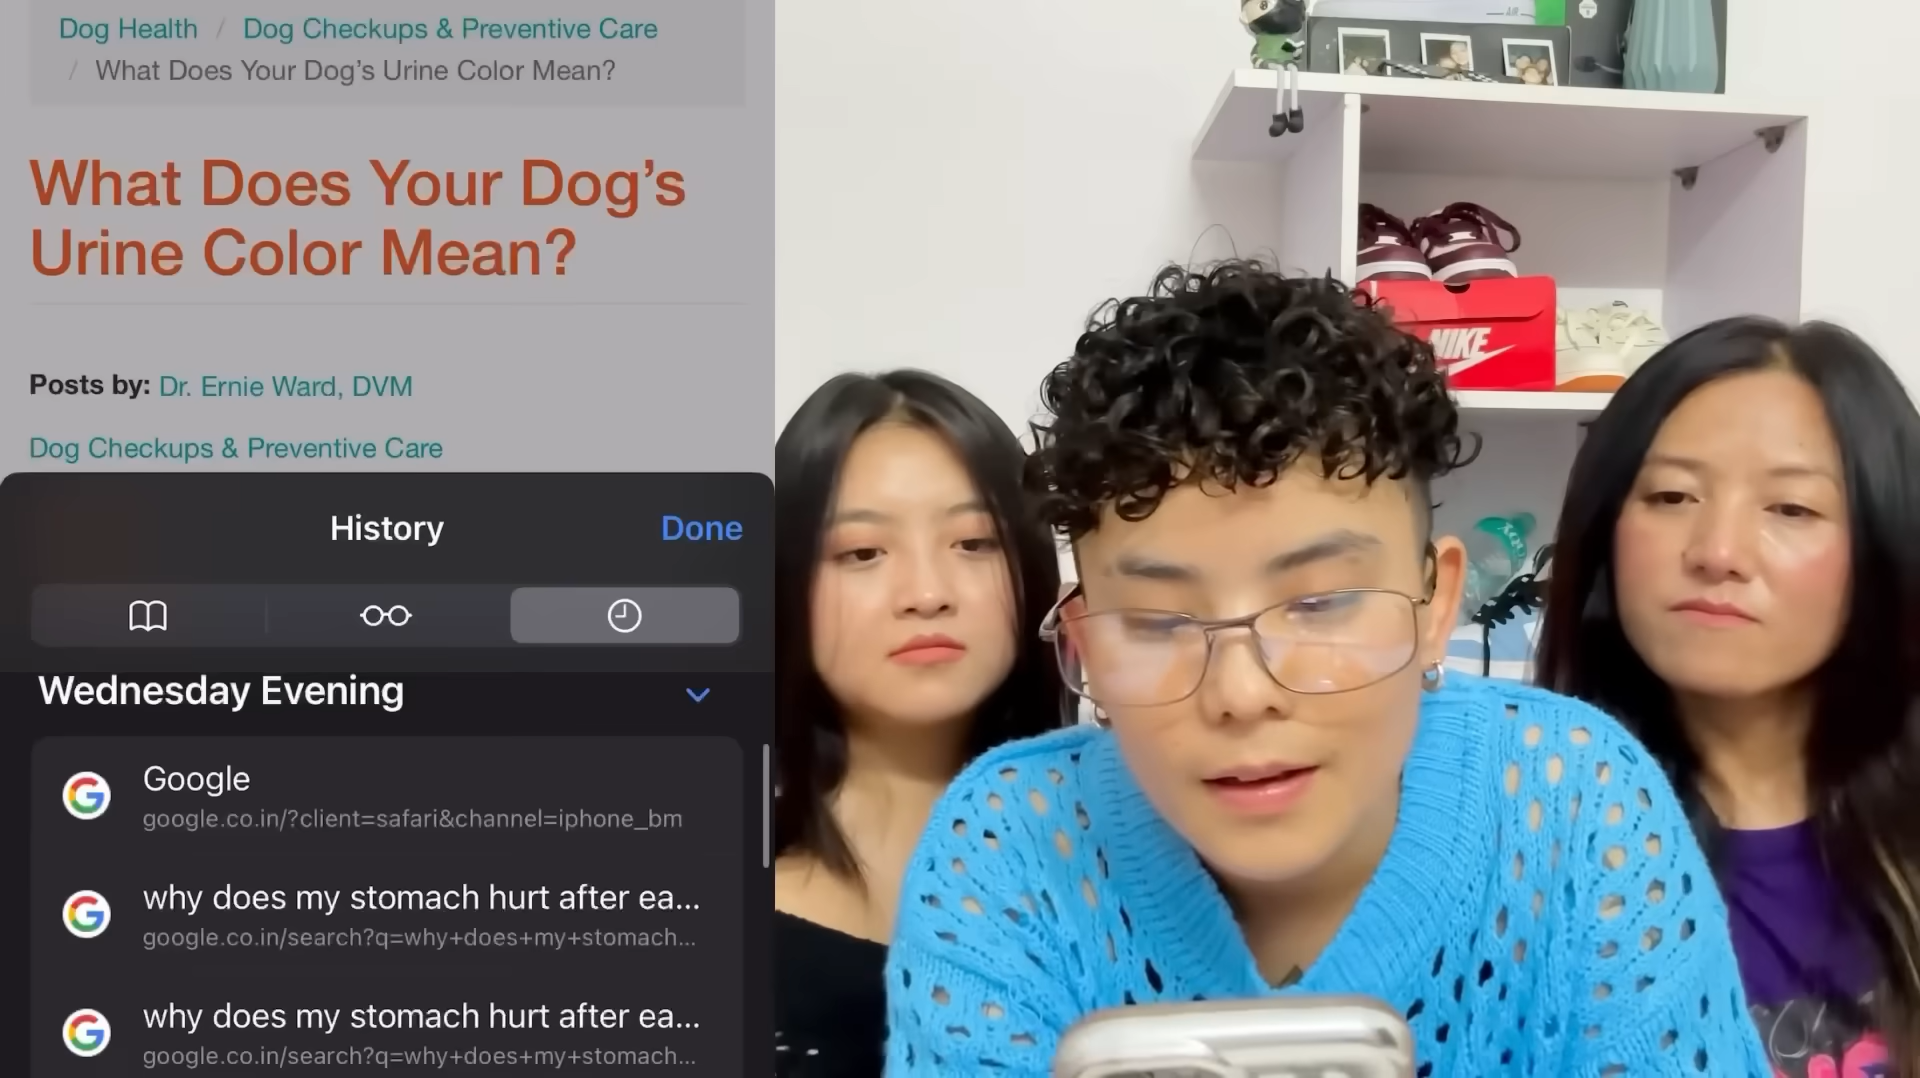 Dog Health / Dog Checkups & Preventive Care
/ What Does Your Dog’s Urine Color Mean?
What Does Your Dog’s
Urine Color Mean?
Posts by: Dr. Ernie Ward, DVM
Dog Checkups & Preventive Care
History
Done
Wednesday Evening
Google
google.co.in/?client=safari&channel=iphone_bm
why does my stomach hurt after ea...
google.co.in/search?q=why+does+my+stomach...
why does my stomach hurt after ea...
google.co.in/search?q=why+does+my+stomach...
AIR
NIKE